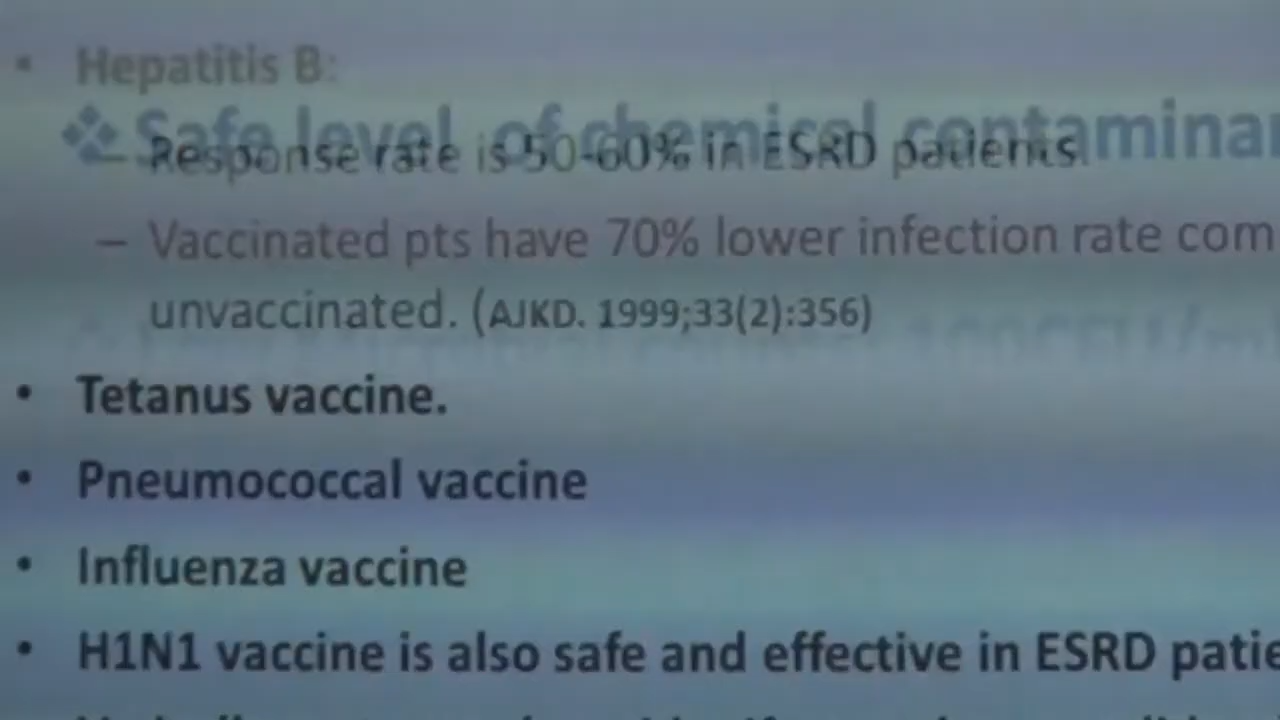 • Hepatitis B:
❖ Safe level of chemical contaminan
– Response rate is 50-60% in ESRD patients.
– Vaccinated pts have 70% lower infection rate com
unvaccinated. (AJKD. 1999;33(2):356)
100CFU/m
• Tetanus vaccine.
• Pneumococcal vaccine
• Influenza vaccine
• H1N1 vaccine is also safe and effective in ESRD patie